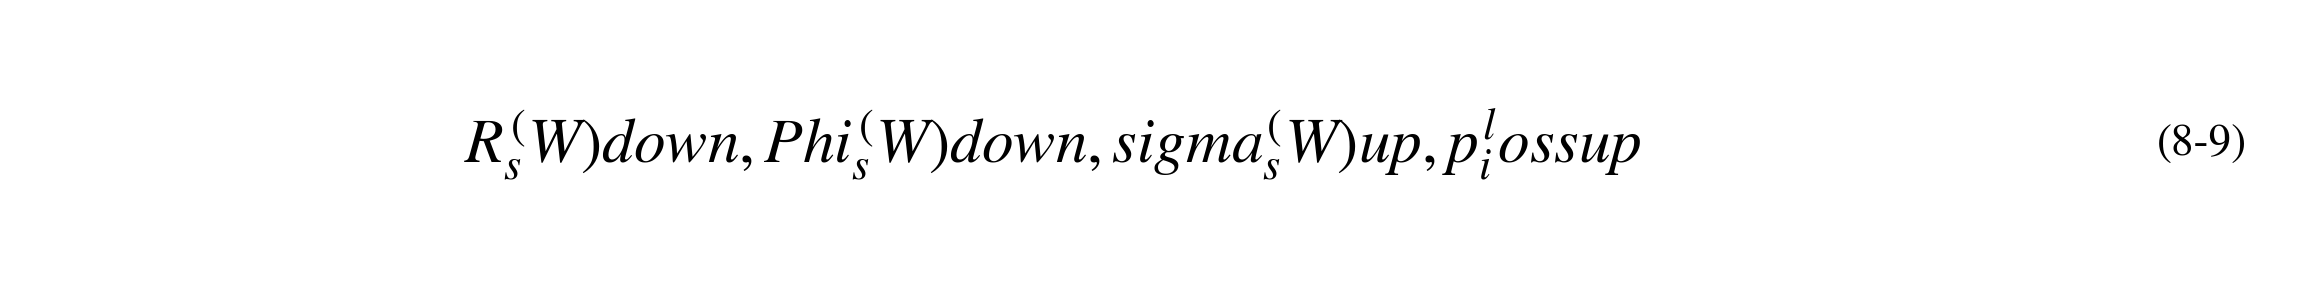 R_s^(W)down, Phi_s^(W)down, sigma_s^(W)up, p_i^lossup (8-9)